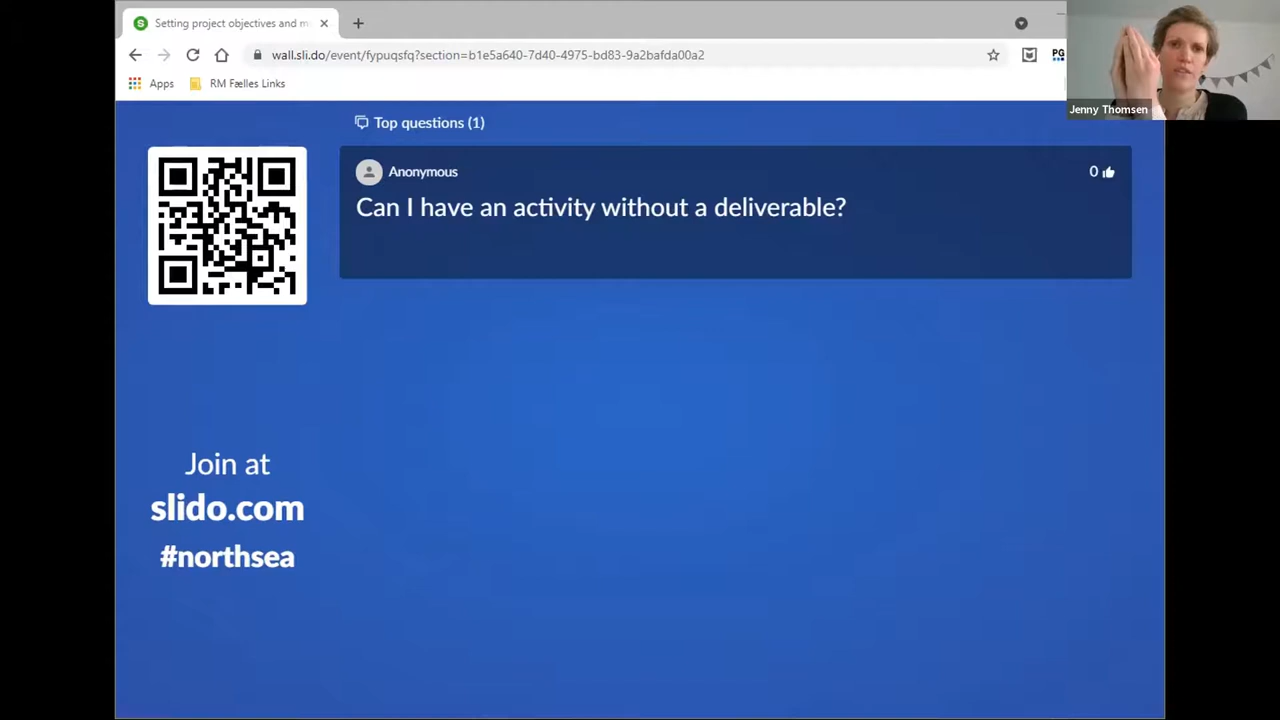 Setting project objectives and m
wall.sli.do/event/fypuqsfq?section=b1e5a640-7d40-4975-bd83-9a2bafda00a2
PG
Apps
RM Fælles Links
Jenny Thomsen
Top questions (1)
Anonymous
0
Can I have an activity without a deliverable?
Join at
slido.com
#northsea